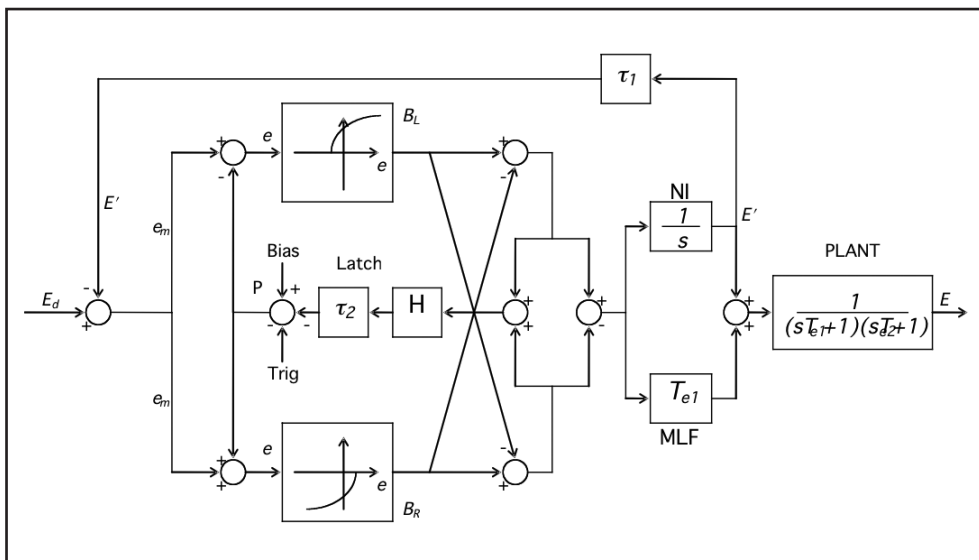 τ1
e
BL
+
-
e
+
-
E'
em
NI
1
s
E'
Bias
Latch
PLANT
P
+
+
+
Ed
-
+
-
-
τ2
H
+
+
-
+
+
1
(sTe1+1)(sTe2+1)
E
Trig
em
Te1
MLF
-
+
+
e
e
+
BR